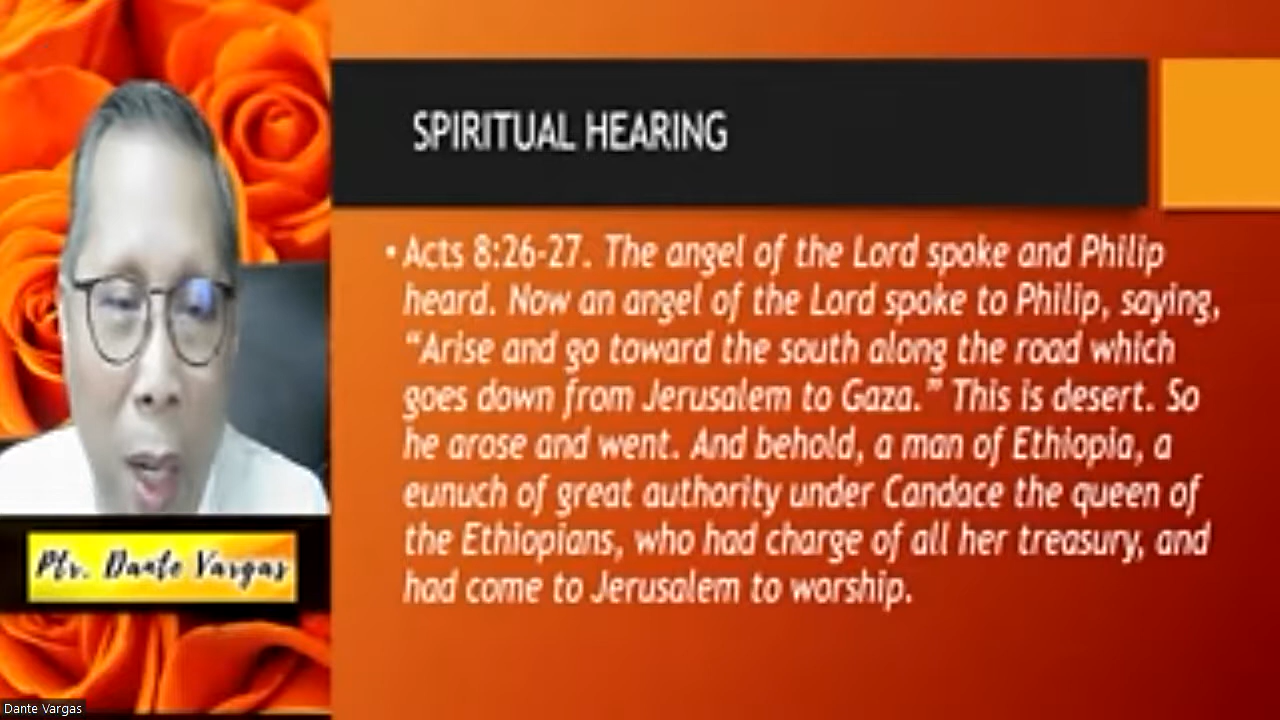 SPIRITUAL HEARING
• Acts 8:26-27. The angel of the Lord spoke and Philip
heard. Now an angel of the Lord spoke to Philip, saying,
“Arise and go toward the south along the road which
goes down from Jerusalem to Gaza.” This is desert. So
he arose and went. And behold, a man of Ethiopia, a
eunuch of great authority under Candace the queen of
the Ethiopians, who had charge of all her treasury, and
had come to Jerusalem to worship.
Ptr. Dante Vargas
Dante Vargas